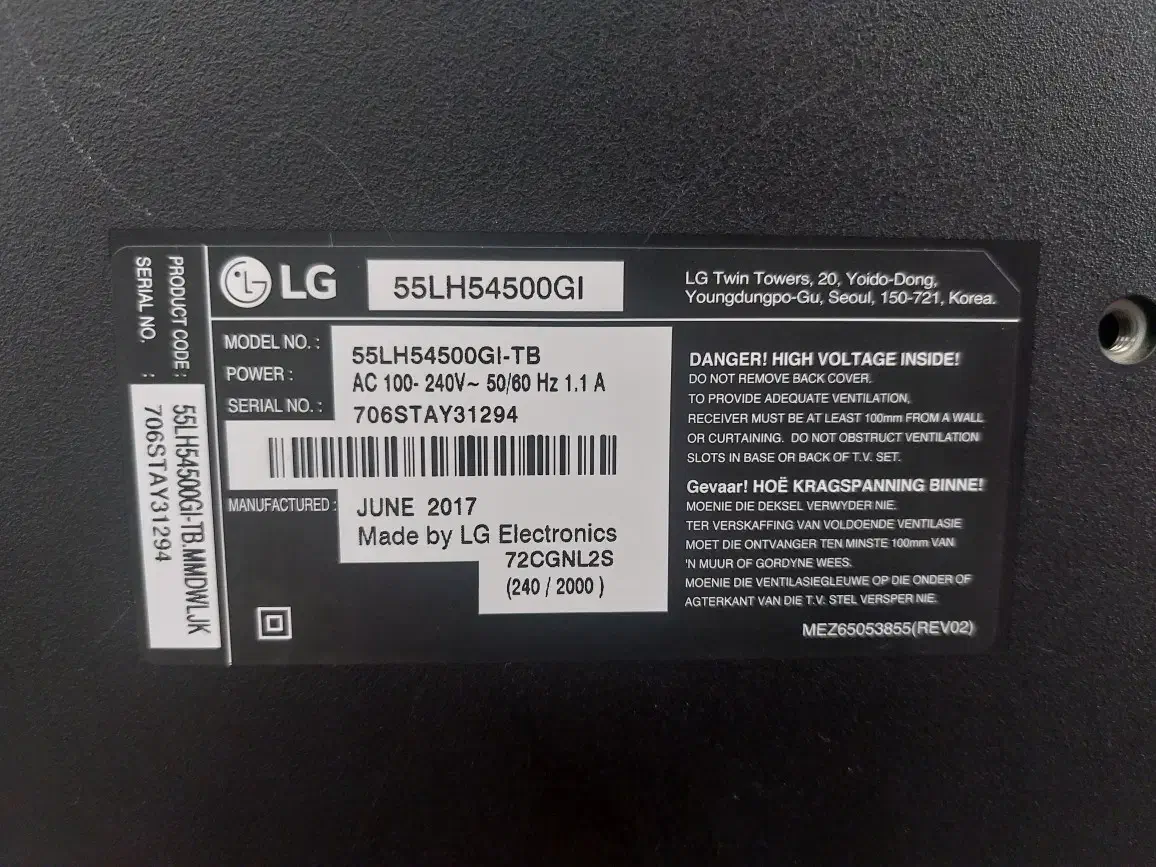 PRODUCT CODE :
SERIAL NO. :
55LH54500GI-TB.MMDWLJK
706STAY31294
LG
55LH54500GI
LG Twin Towers, 20, Yoido-Dong,
Youngdungpo-Gu, Seoul, 150-721, Korea.
MODEL NO. : 55LH54500GI-TB
POWER : AC 100- 240V~ 50/60 Hz 1.1 A
SERIAL NO. : 706STAY31294
MANUFACTURED : JUNE 2017
Made by LG Electronics
72CGNL2S
(240 / 2000 )
DANGER! HIGH VOLTAGE INSIDE!
DO NOT REMOVE BACK COVER.
TO PROVIDE ADEQUATE VENTILATION,
RECEIVER MUST BE AT LEAST 100mm FROM A WALL
OR CURTAINING. DO NOT OBSTRUCT VENTILATION
SLOTS IN BASE OR BACK OF T.V. SET.
Gevaar! HOË KRAGSPANNING BINNE!
MOENIE DIE DEKSEL VERWYDER NIE.
TER VERSKAFFING VAN VOLDOENDE VENTILASIE
MOET DIE ONTVANGER TEN MINSTE 100mm VAN
'N MUUR OF GORDYNE WEES.
MOENIE DIE VENTILASIEGLEUWE OP DIE ONDER OF
AGTERKANT VAN DIE T.V. STEL VERSPER NIE.
MEZ65053855(REV02)